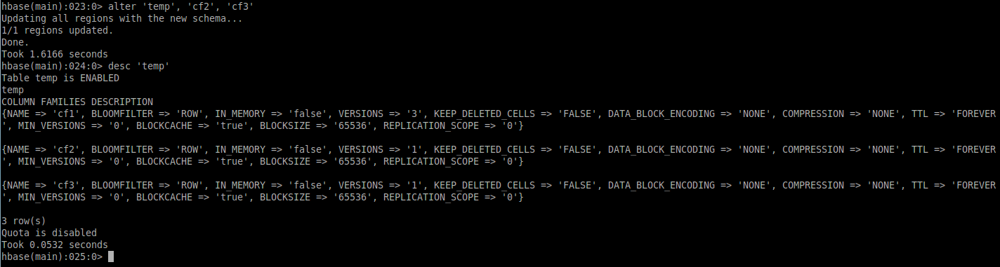 hbase(main):023:0> alter 'temp', 'cf2', 'cf3'
Updating all regions with the new schema...
1/1 regions updated.
Done.
Took 1.6166 seconds
hbase(main):024:0> desc 'temp'
Table temp is ENABLED
temp
COLUMN FAMILIES DESCRIPTION
{NAME => 'cf1', BLOOMFILTER => 'ROW', IN_MEMORY => 'false', VERSIONS => '3', KEEP_DELETED_CELLS => 'FALSE', DATA_BLOCK_ENCODING => 'NONE', COMPRESSION => 'NONE', TTL => 'FOREVER
', MIN_VERSIONS => '0', BLOCKCACHE => 'true', BLOCKSIZE => '65536', REPLICATION_SCOPE => '0'}
{NAME => 'cf2', BLOOMFILTER => 'ROW', IN_MEMORY => 'false', VERSIONS => '1', KEEP_DELETED_CELLS => 'FALSE', DATA_BLOCK_ENCODING => 'NONE', COMPRESSION => 'NONE', TTL => 'FOREVER
', MIN_VERSIONS => '0', BLOCKCACHE => 'true', BLOCKSIZE => '65536', REPLICATION_SCOPE => '0'}
{NAME => 'cf3', BLOOMFILTER => 'ROW', IN_MEMORY => 'false', VERSIONS => '1', KEEP_DELETED_CELLS => 'FALSE', DATA_BLOCK_ENCODING => 'NONE', COMPRESSION => 'NONE', TTL => 'FOREVER
', MIN_VERSIONS => '0', BLOCKCACHE => 'true', BLOCKSIZE => '65536', REPLICATION_SCOPE => '0'}
3 row(s)
Quota is disabled
Took 0.0532 seconds
hbase(main):025:0>